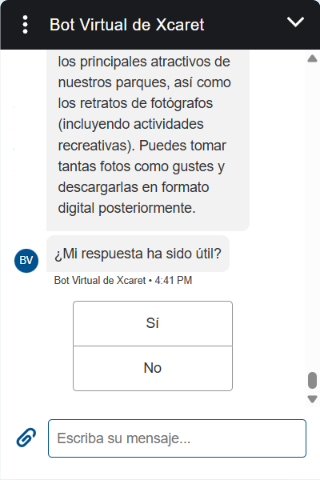 Bot Virtual de Xcaret
los principales atractivos de
nuestros parques, así como
los retratos de fotógrafos
(incluyendo actividades
recreativas). Puedes tomar
tantas fotos como gustes y
descargarlas en formato
digital posteriormente.
BV
¿Mi respuesta ha sido útil?
Bot Virtual de Xcaret • 4:41 PM
Sí
No
Escriba su mensaje...